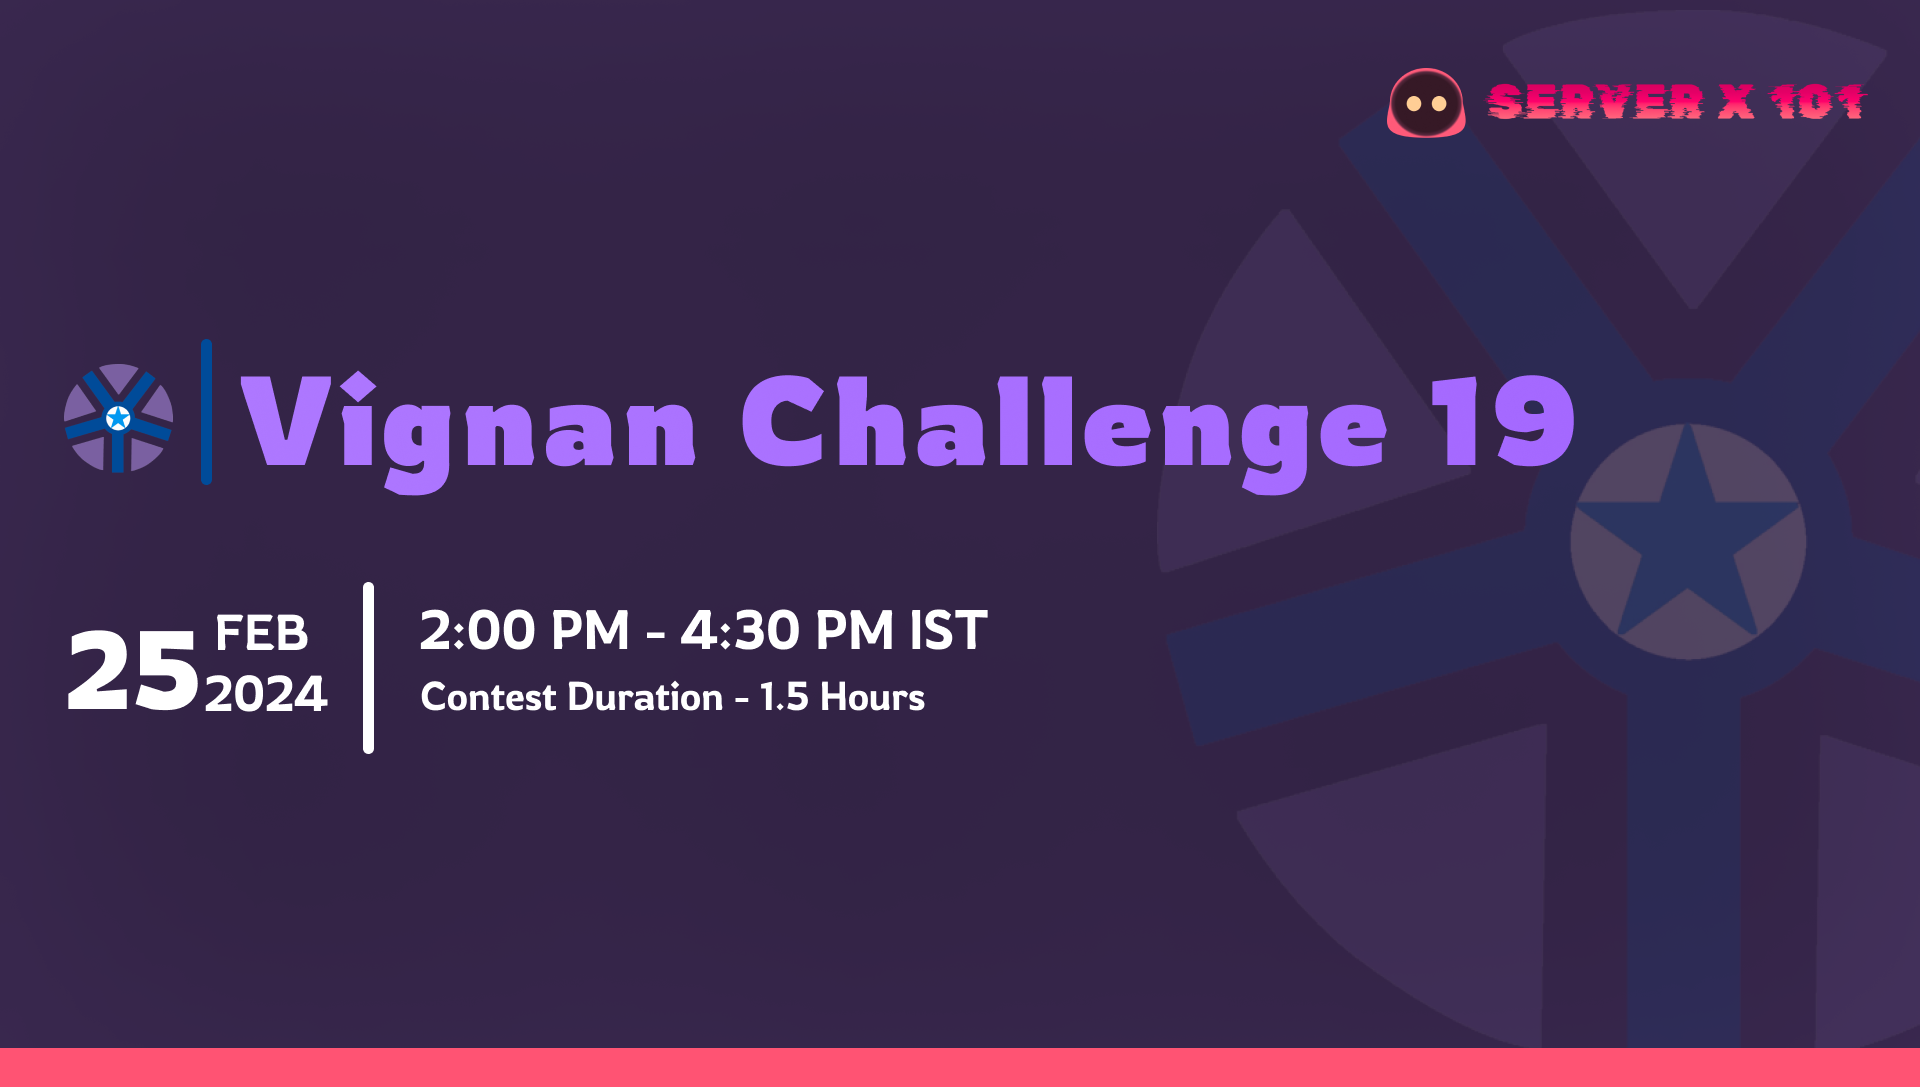 SERVER X 101
Vignan Challenge 19
25 FEB
2024
2:00 PM - 4:30 PM IST
Contest Duration - 1.5 Hours